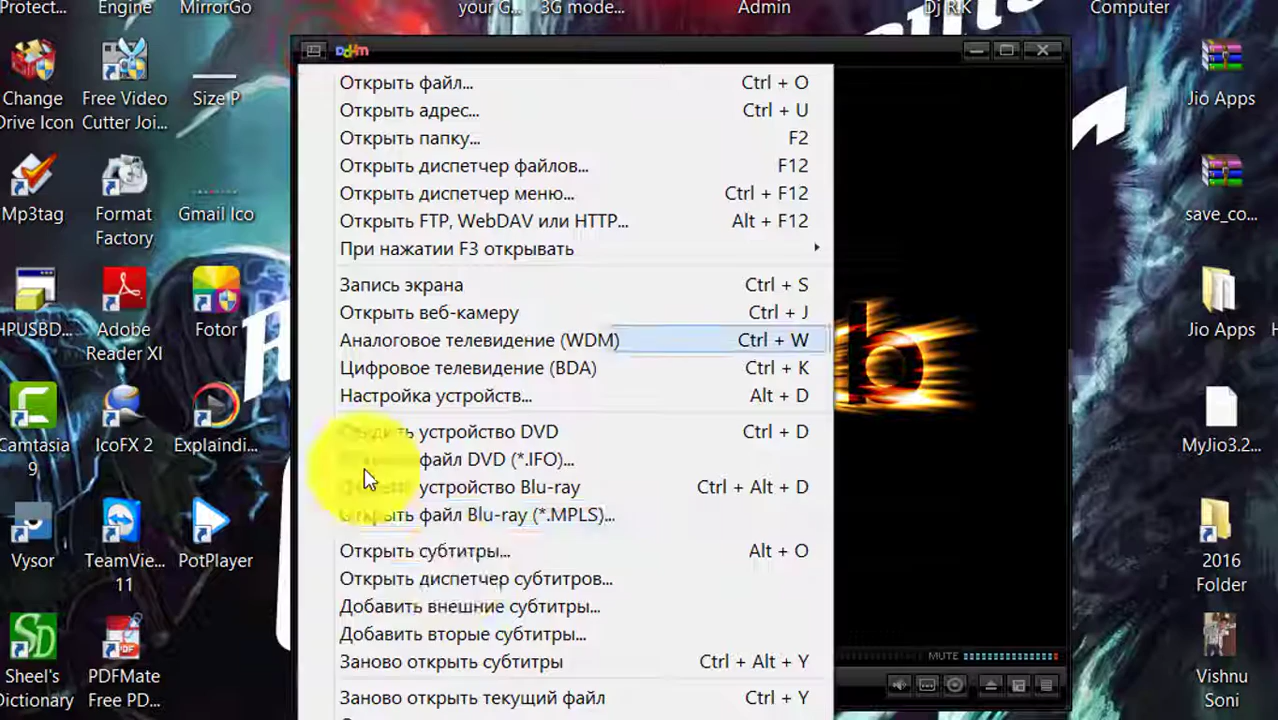 Protect...
Engine
MirrorGo
your G...
3G mode...
Admin
Dj R.K
Computer
Change
Drive Icon
Free Video
Cutter Joi...
Size P
Mp3tag
Format
Factory
Gmail Ico
HPUSBD...
Adobe
Reader XI
Fotor
Camtasia
9
IcoFX 2
Explaindi...
Vysor
TeamVie...
11
PotPlayer
Sheel's
Dictionary
PDFMate
Free PD...
Открыть файл... Ctrl + O
Открыть адрес... Ctrl + U
Открыть папку... F2
Открыть диспетчер файлов... F12
Открыть диспетчер меню... Ctrl + F12
Открыть FTP, WebDAV или HTTP... Alt + F12
При нажатии F3 открывать
Запись экрана Ctrl + S
Открыть веб-камеру Ctrl + J
Аналоговое телевидение (WDM) Ctrl + W
Цифровое телевидение (BDA) Ctrl + K
Настройка устройств... Alt + D
устройство DVD Ctrl + D
файл DVD (*.IFO)...
устройство Blu-ray Ctrl + Alt + D
Открыть файл Blu-ray (*.MPLS)...
Открыть субтитры... Alt + O
Открыть диспетчер субтитров...
Добавить внешние субтитры...
Добавить вторые субтитры...
Заново открыть субтитры Ctrl + Alt + Y
Заново открыть текущий файл Ctrl + Y
b
MUTE
Jio Apps
save_co...
Jio Apps
MyJio3.2...
2016
Folder
Vishnu
Soni